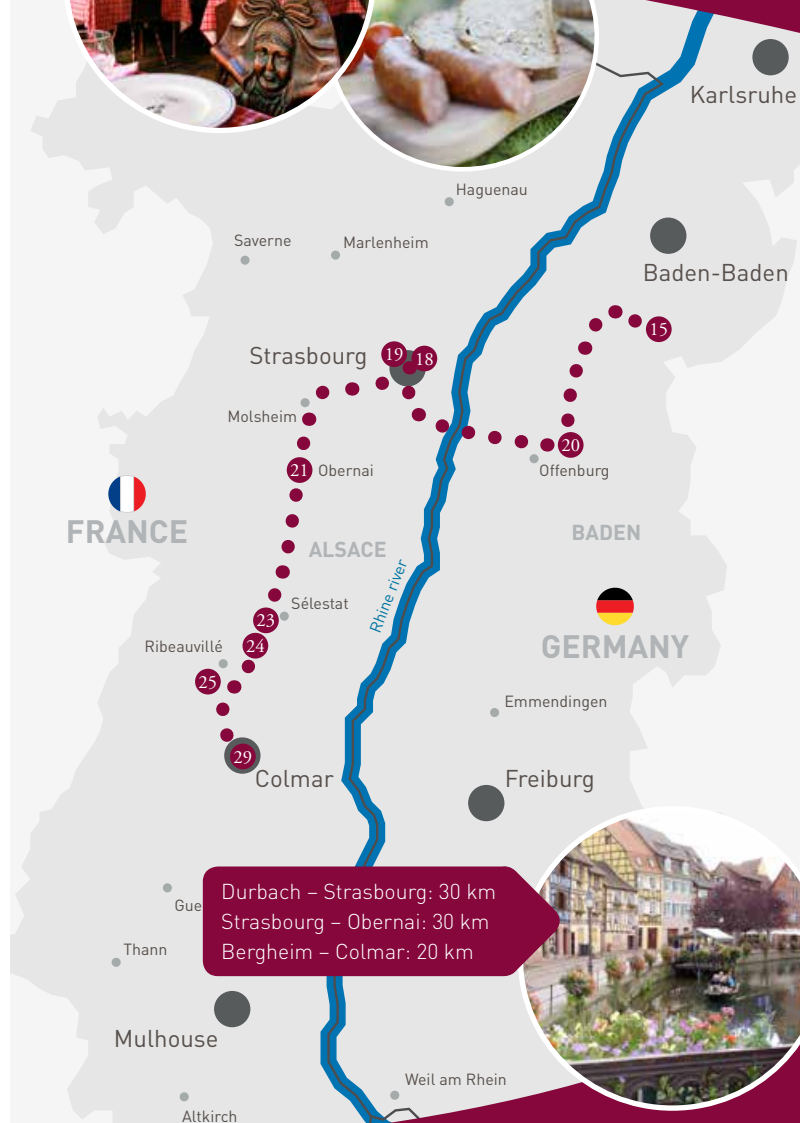 Karlsruhe
Haguenau
Saverne
Marlenheim
Baden-Baden
15
Strasbourg
19
18
Molsheim
20
21
Obernai
Offenburg
FRANCE
ALSACE
BADEN
Rhine river
Sélestat
23
GERMANY
Ribeauvillé
24
25
Emmendingen
29
Colmar
Freiburg
Durbach – Strasbourg: 30 km
Gue
Strasbourg – Obernai: 30 km
Bergheim – Colmar: 20 km
Thann
Mulhouse
Weil am Rhein
Altkirch